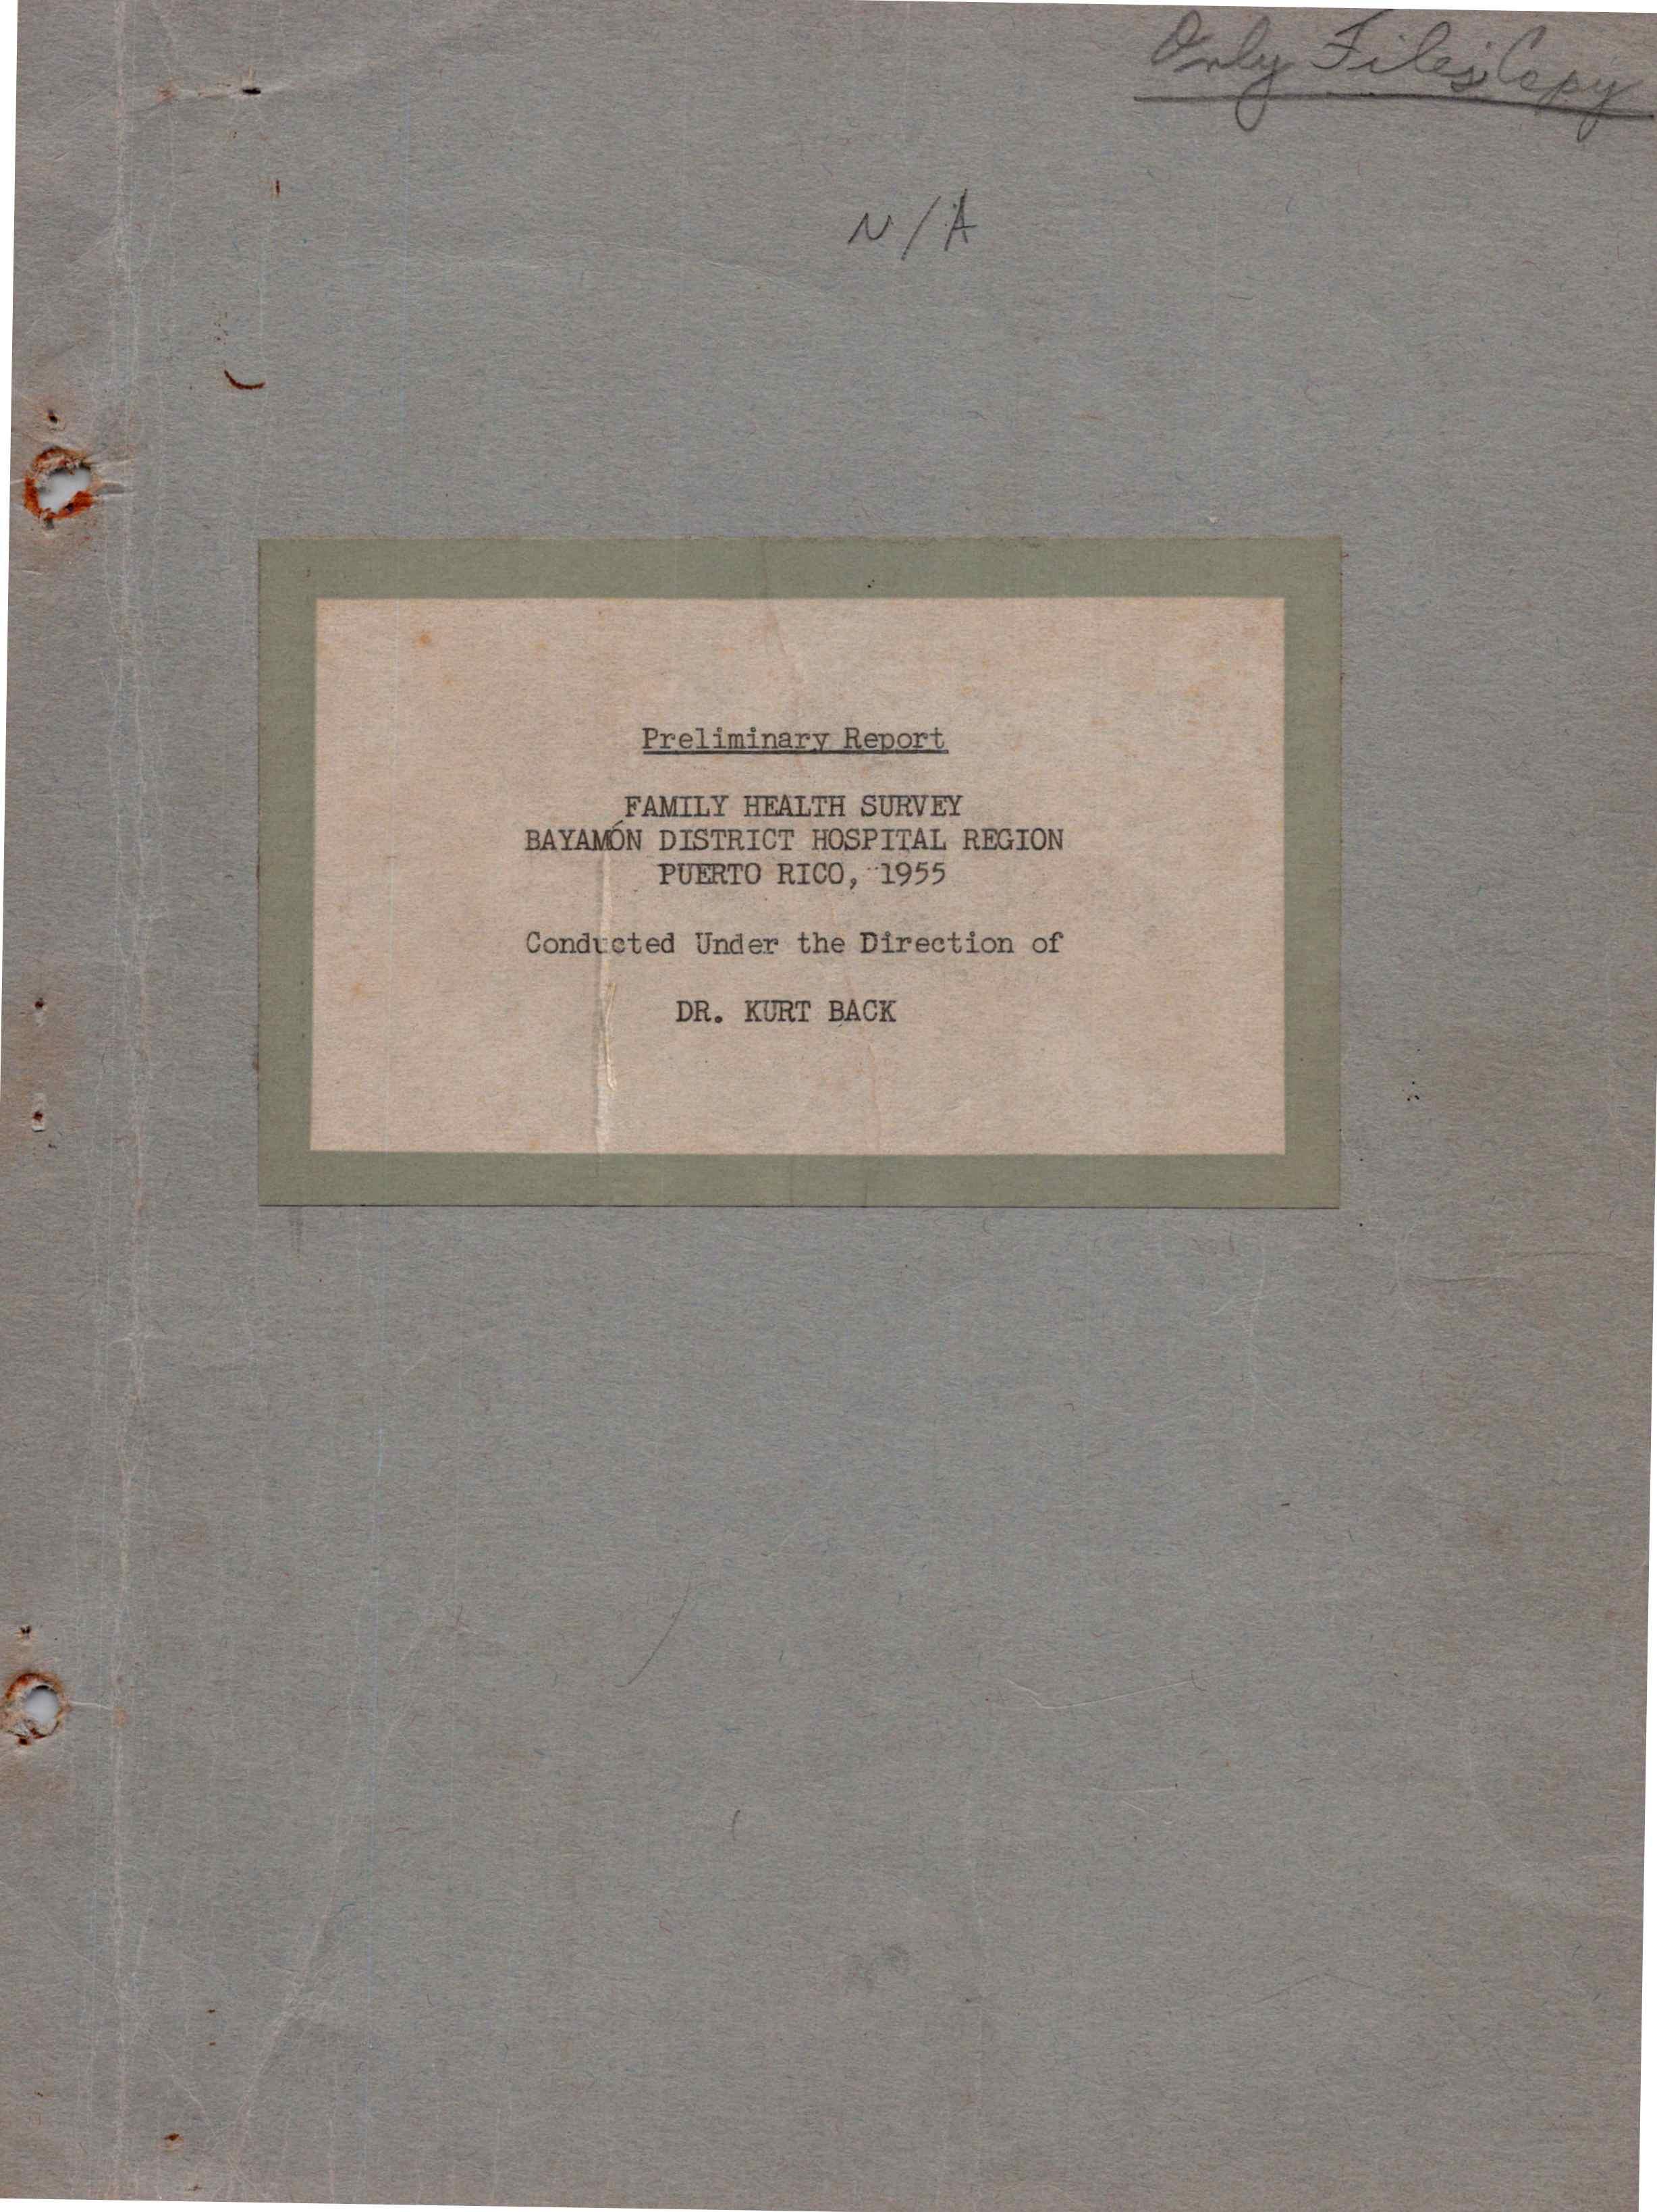 Only Files Copy
N/A
Preliminary Report
FAMILY HEALTH SURVEY
BAYAMÓN DISTRICT HOSPITAL REGION
PUERTO RICO, 1955
Conducted Under the Direction of
DR. KURT BACK